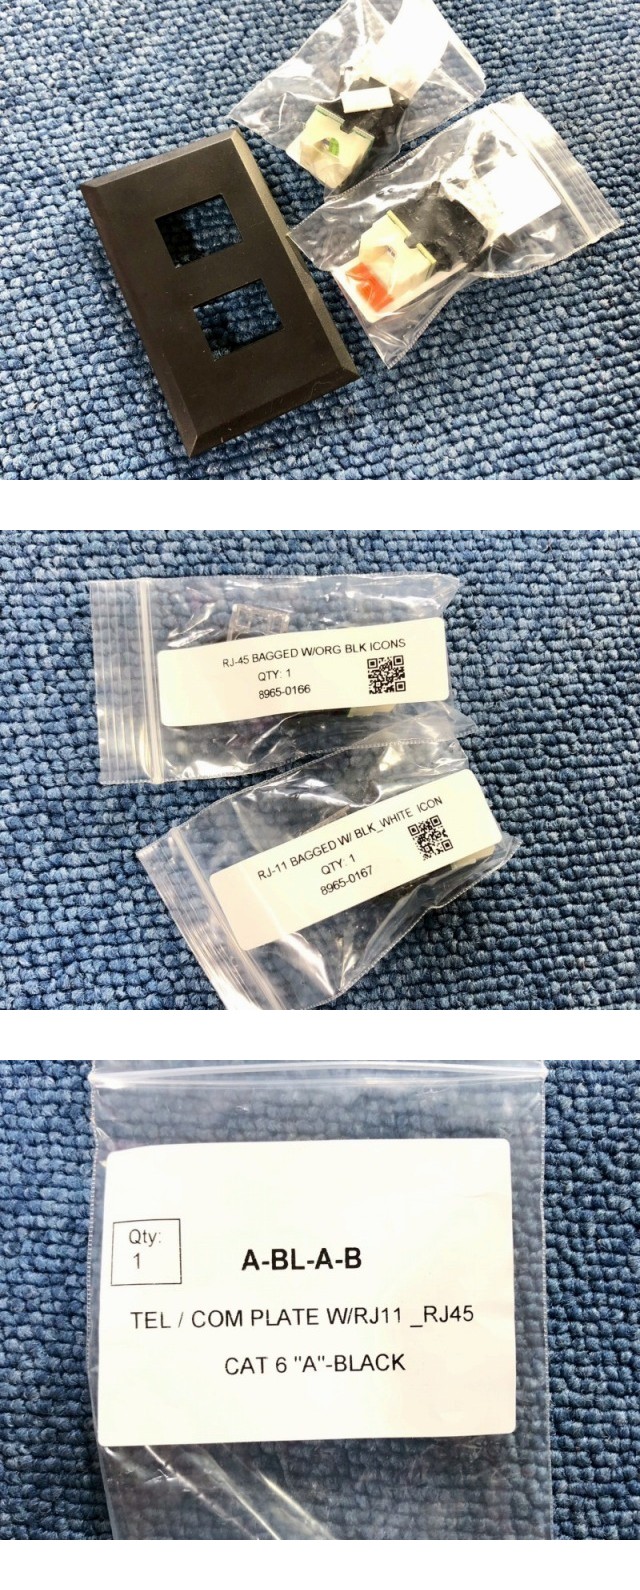 RJ-45 BAGGED W/ORG BLK ICONS
QTY: 1
8965-0166
RJ-11 BAGGED W/ BLK_WHITE ICON
QTY: 1
8965-0167
Qty:
1
A-BL-A-B
TEL / COM PLATE W/RJ11 _RJ45
CAT 6 "A"-BLACK